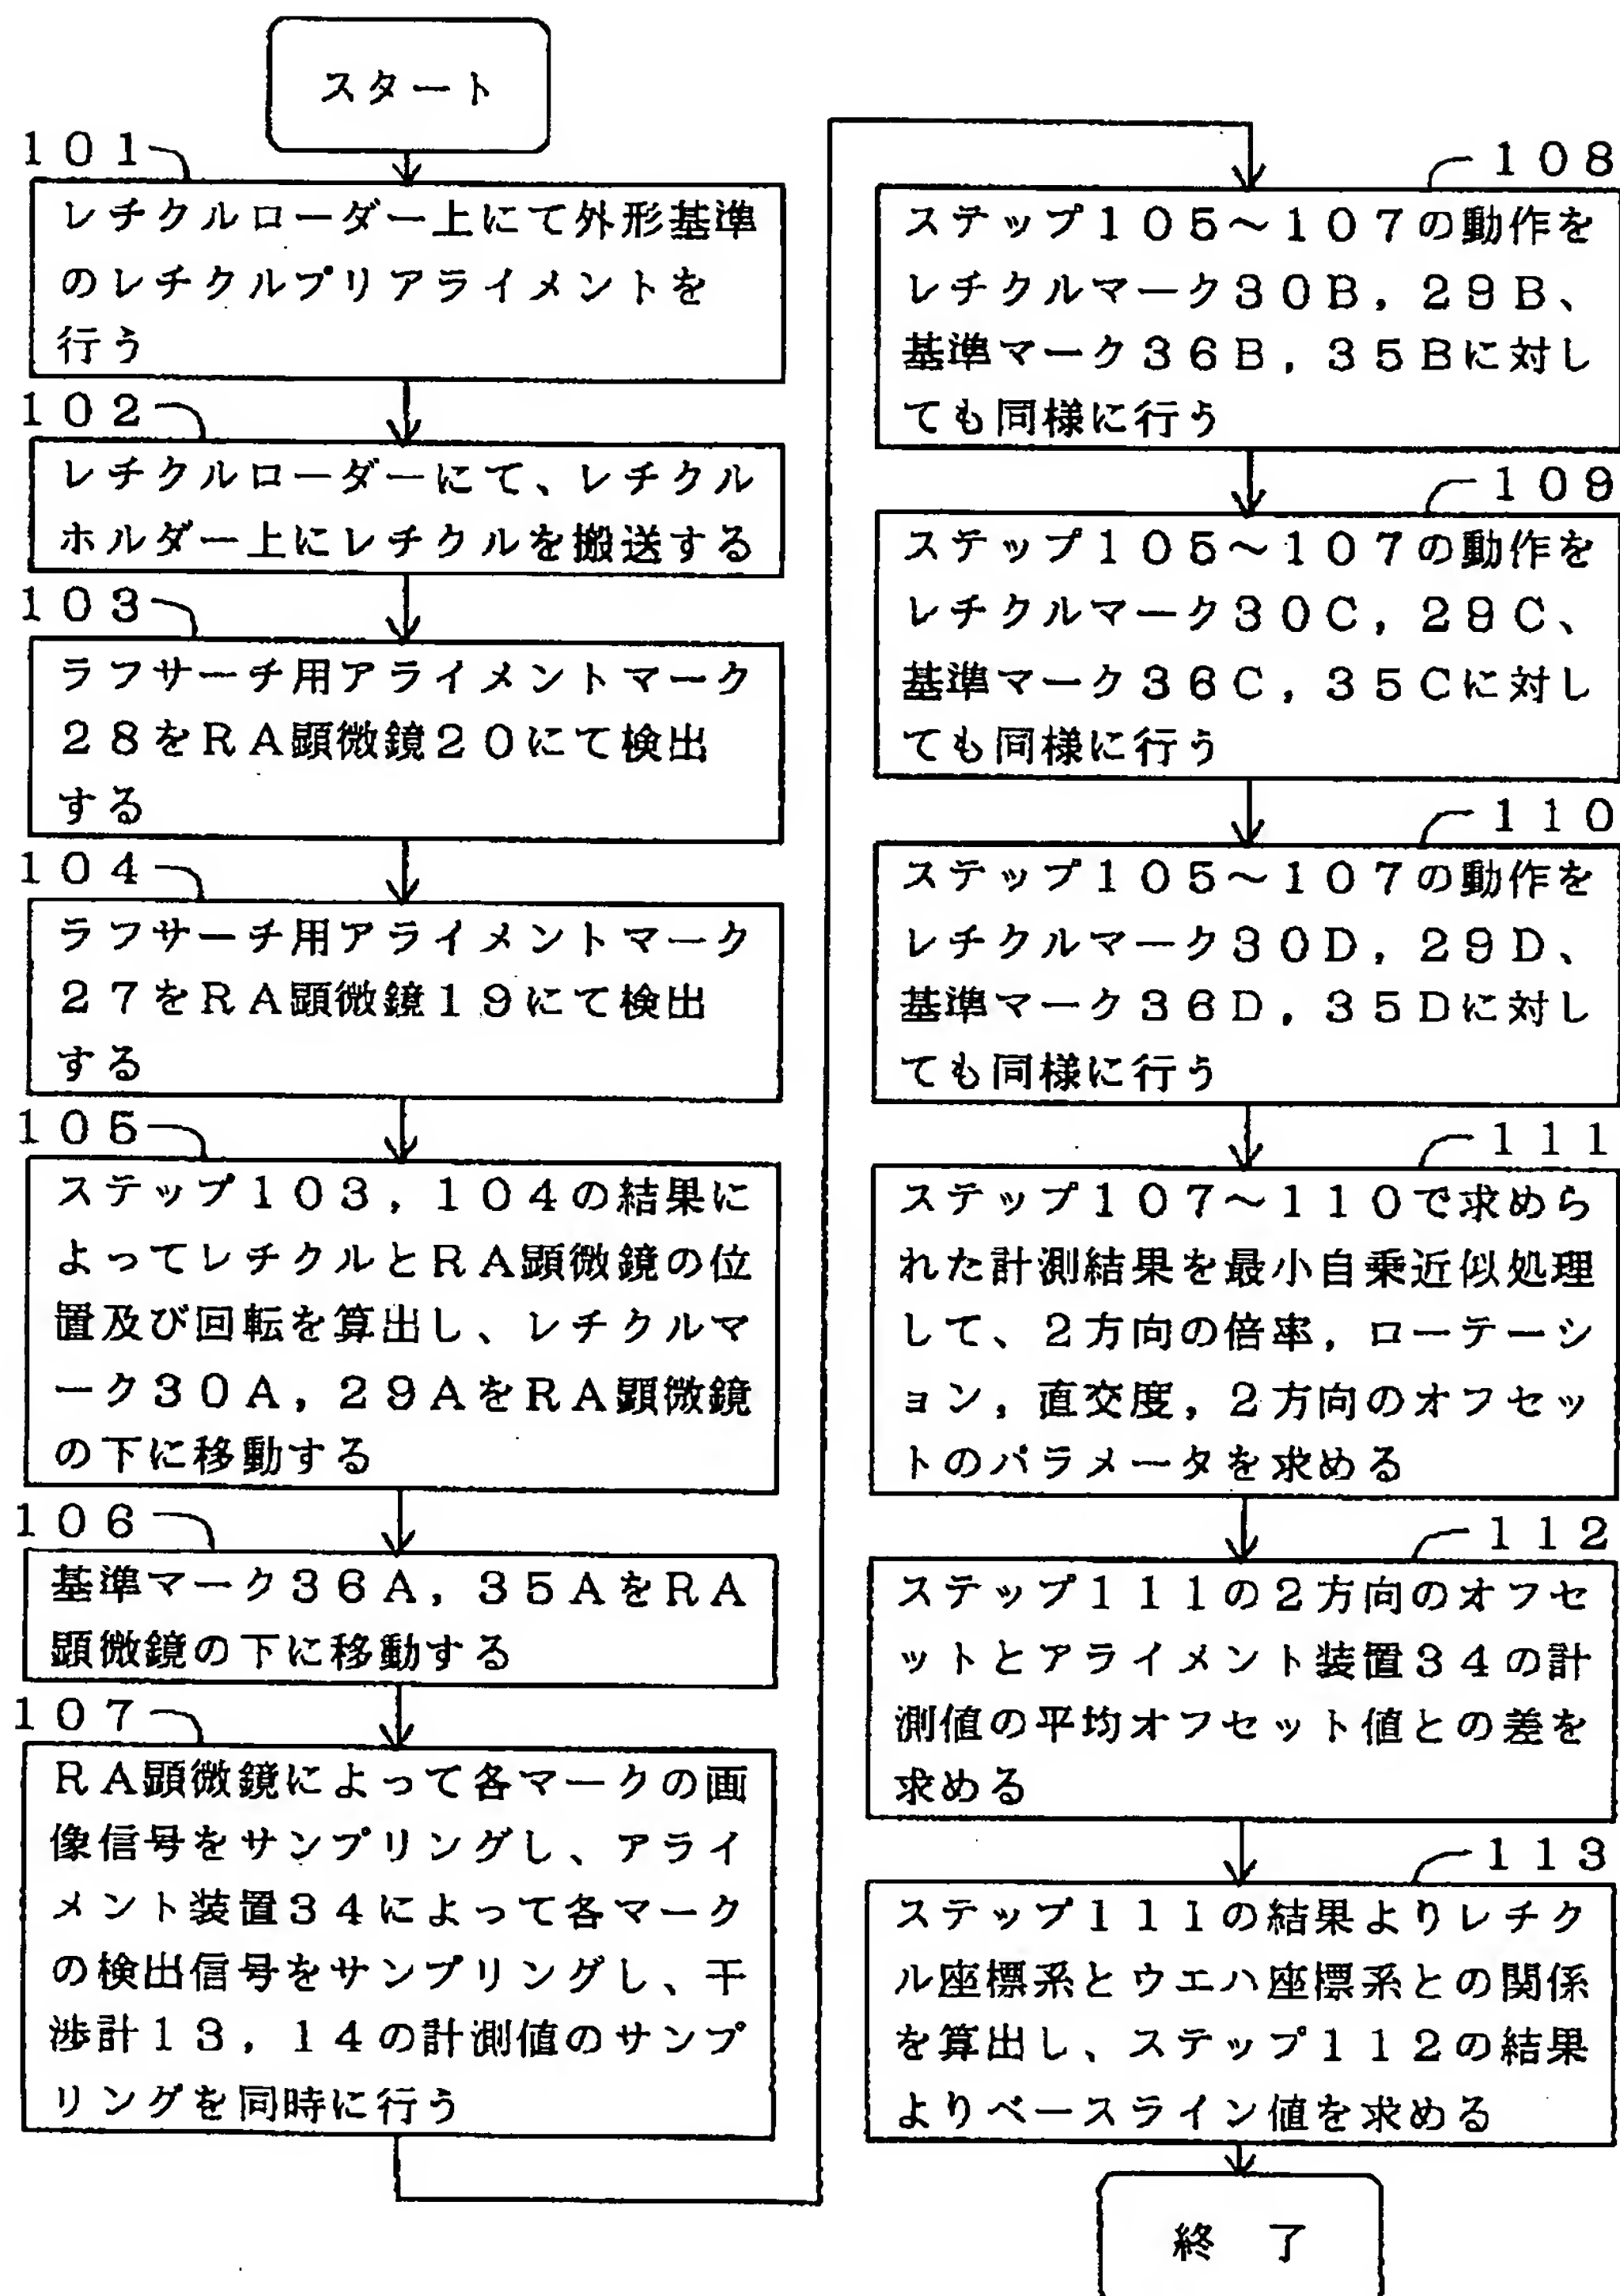 スタート
101
レチクルローダー上にて外形基準
のレチクルプリアライメントを
行う
102
レチクルローダーにて、レチクル
ホルダー上にレチクルを搬送する
103
ラフサーチ用アライメントマーク
28をRA顕微鏡20にて検出
する
104
ラフサーチ用アライメントマーク
27をRA顕微鏡19にて検出
する
105
ステップ103,104の結果に
よってレチクルとRA顕微鏡の位
置及び回転を算出し、レチクルマ
ーク30A,29AをRA顕微鏡
の下に移動する
106
基準マーク36A,35AをRA
顕微鏡の下に移動する
107
RA顕微鏡によって各マークの画
像信号をサンプリングし、アライ
メント装置34によって各マーク
の検出信号をサンプリングし、干
渉計13,14の計測値のサンプ
リングを同時に行う
108
ステップ105~107の動作を
レチクルマーク30B,29B、
基準マーク36B,35Bに対し
ても同様に行う
109
ステップ105~107の動作を
レチクルマーク30C,29C、
基準マーク36C,35Cに対し
ても同様に行う
110
ステップ105~107の動作を
レチクルマーク30D,29D、
基準マーク36D,35Dに対し
ても同様に行う
111
ステップ107~110で求めら
れた計測結果を最小自乗近似処理
して、2方向の倍率,ローテーシ
ョン,直交度,2方向のオフセッ
トのパラメータを求める
112
ステップ111の2方向のオフセ
ットとアライメント装置34の計
測値の平均オフセット値との差を
求める
113
ステップ111の結果よりレチク
ル座標系とウエハ座標系との関係
を算出し、ステップ112の結果
よりベースライン値を求める
終 了